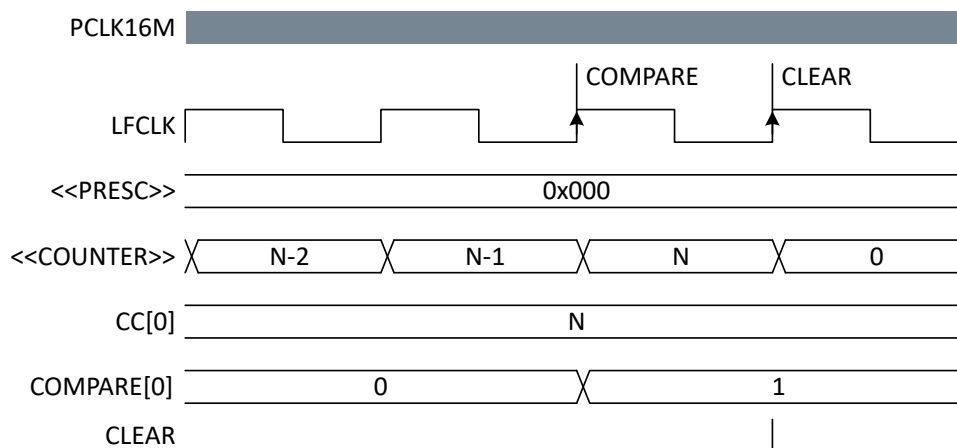 PCLK16M
COMPARE CLEAR
LFCLK
<<PRESC>> 0x000
<<COUNTER>> N-2 N-1 N 0
CC[0] N
COMPARE[0] 0 1
CLEAR